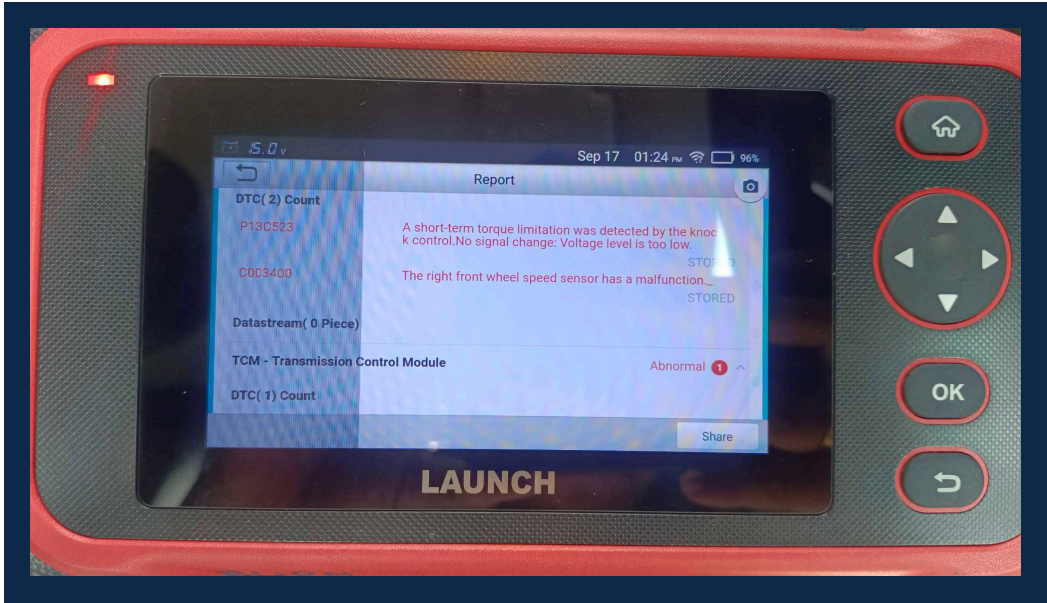 15.0 v
Sep 17 01:24 PM 96%
Report
DTC( 2) Count
P13C523
A short-term torque limitation was detected by the knoc
k control.No signal change: Voltage level is too low.
STORED
C003400
The right front wheel speed sensor has a malfunction._
STORED
Datastream( 0 Piece)
TCM - Transmission Control Module
Abnormal 1
DTC( 1) Count
Share
LAUNCH
OK